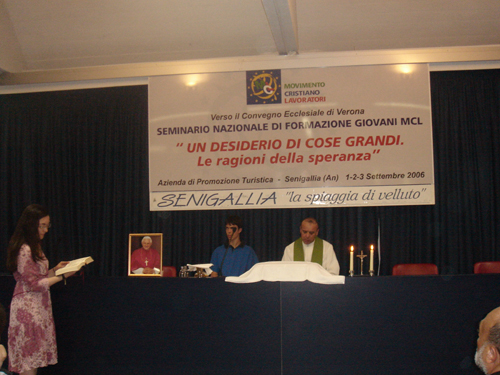 MOVIMENTO
CRISTIANO
LAVORATORI
Verso il Convegno Ecclesiale di Verona
SEMINARIO NAZIONALE DI FORMAZIONE GIOVANI MCL
" UN DESIDERIO DI COSE GRANDI.
Le ragioni della speranza"
Azienda di Promozione Turistica - Senigallia (An) 1-2-3 Settembre 2006
SENIGALLIA "la spiaggia di velluto"